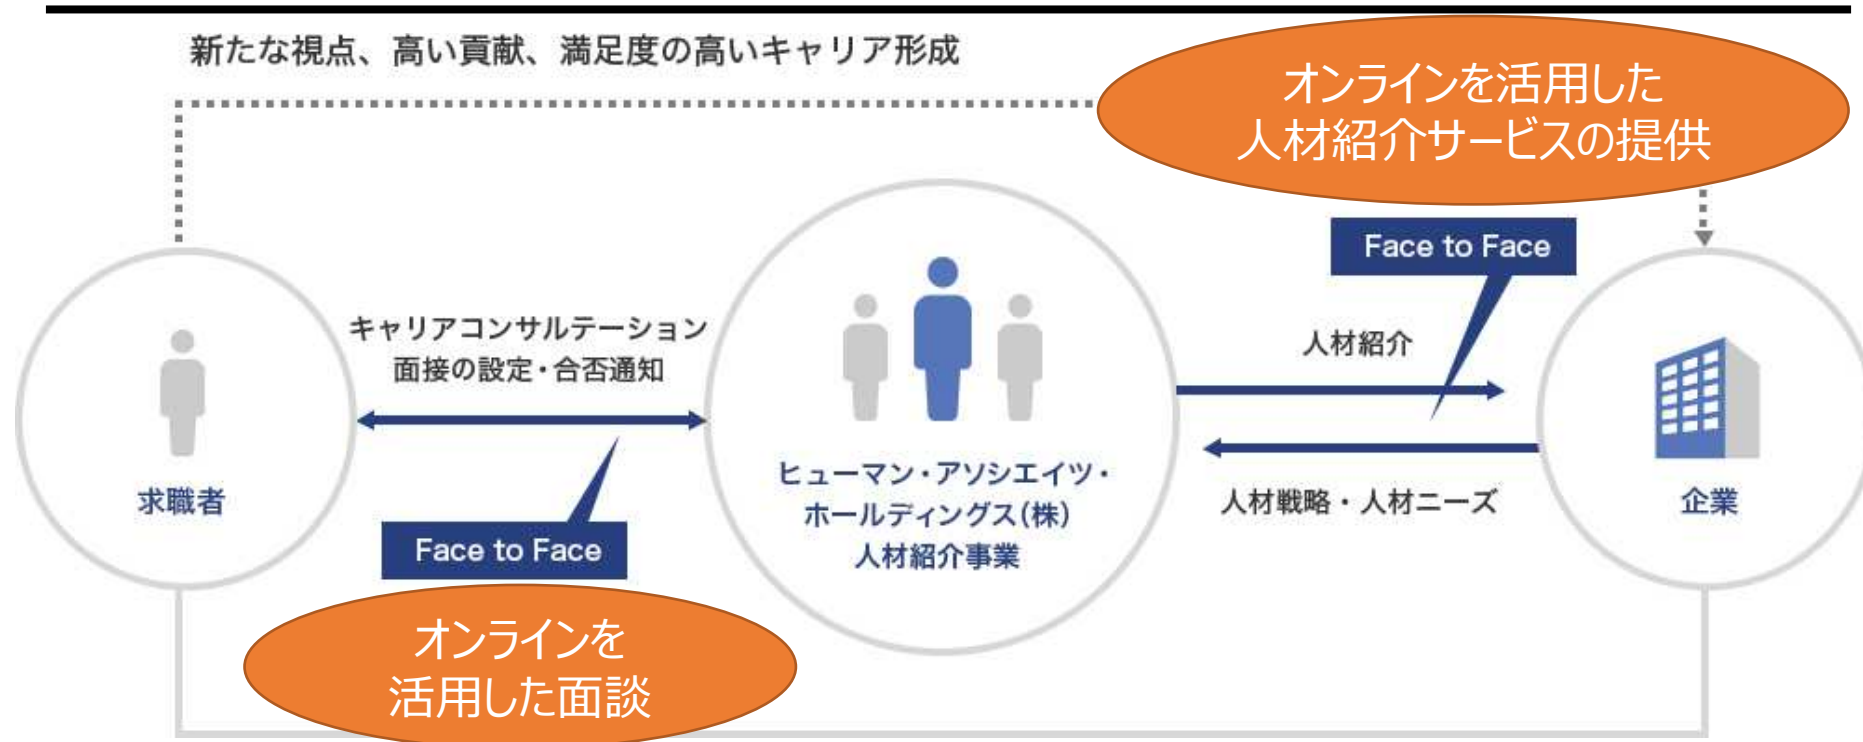 新たな視点、高い貢献、満足度の高いキャリア形成
オンラインを活用した
人材紹介サービスの提供
Face to Face
キャリアコンサルテーション
面接の設定・合否通知
人材紹介
求職者
ヒューマン・アソシエイツ・
ホールディングス(株)
人材紹介事業
人材戦略・人材ニーズ
企業
Face to Face
オンラインを
活用した面談